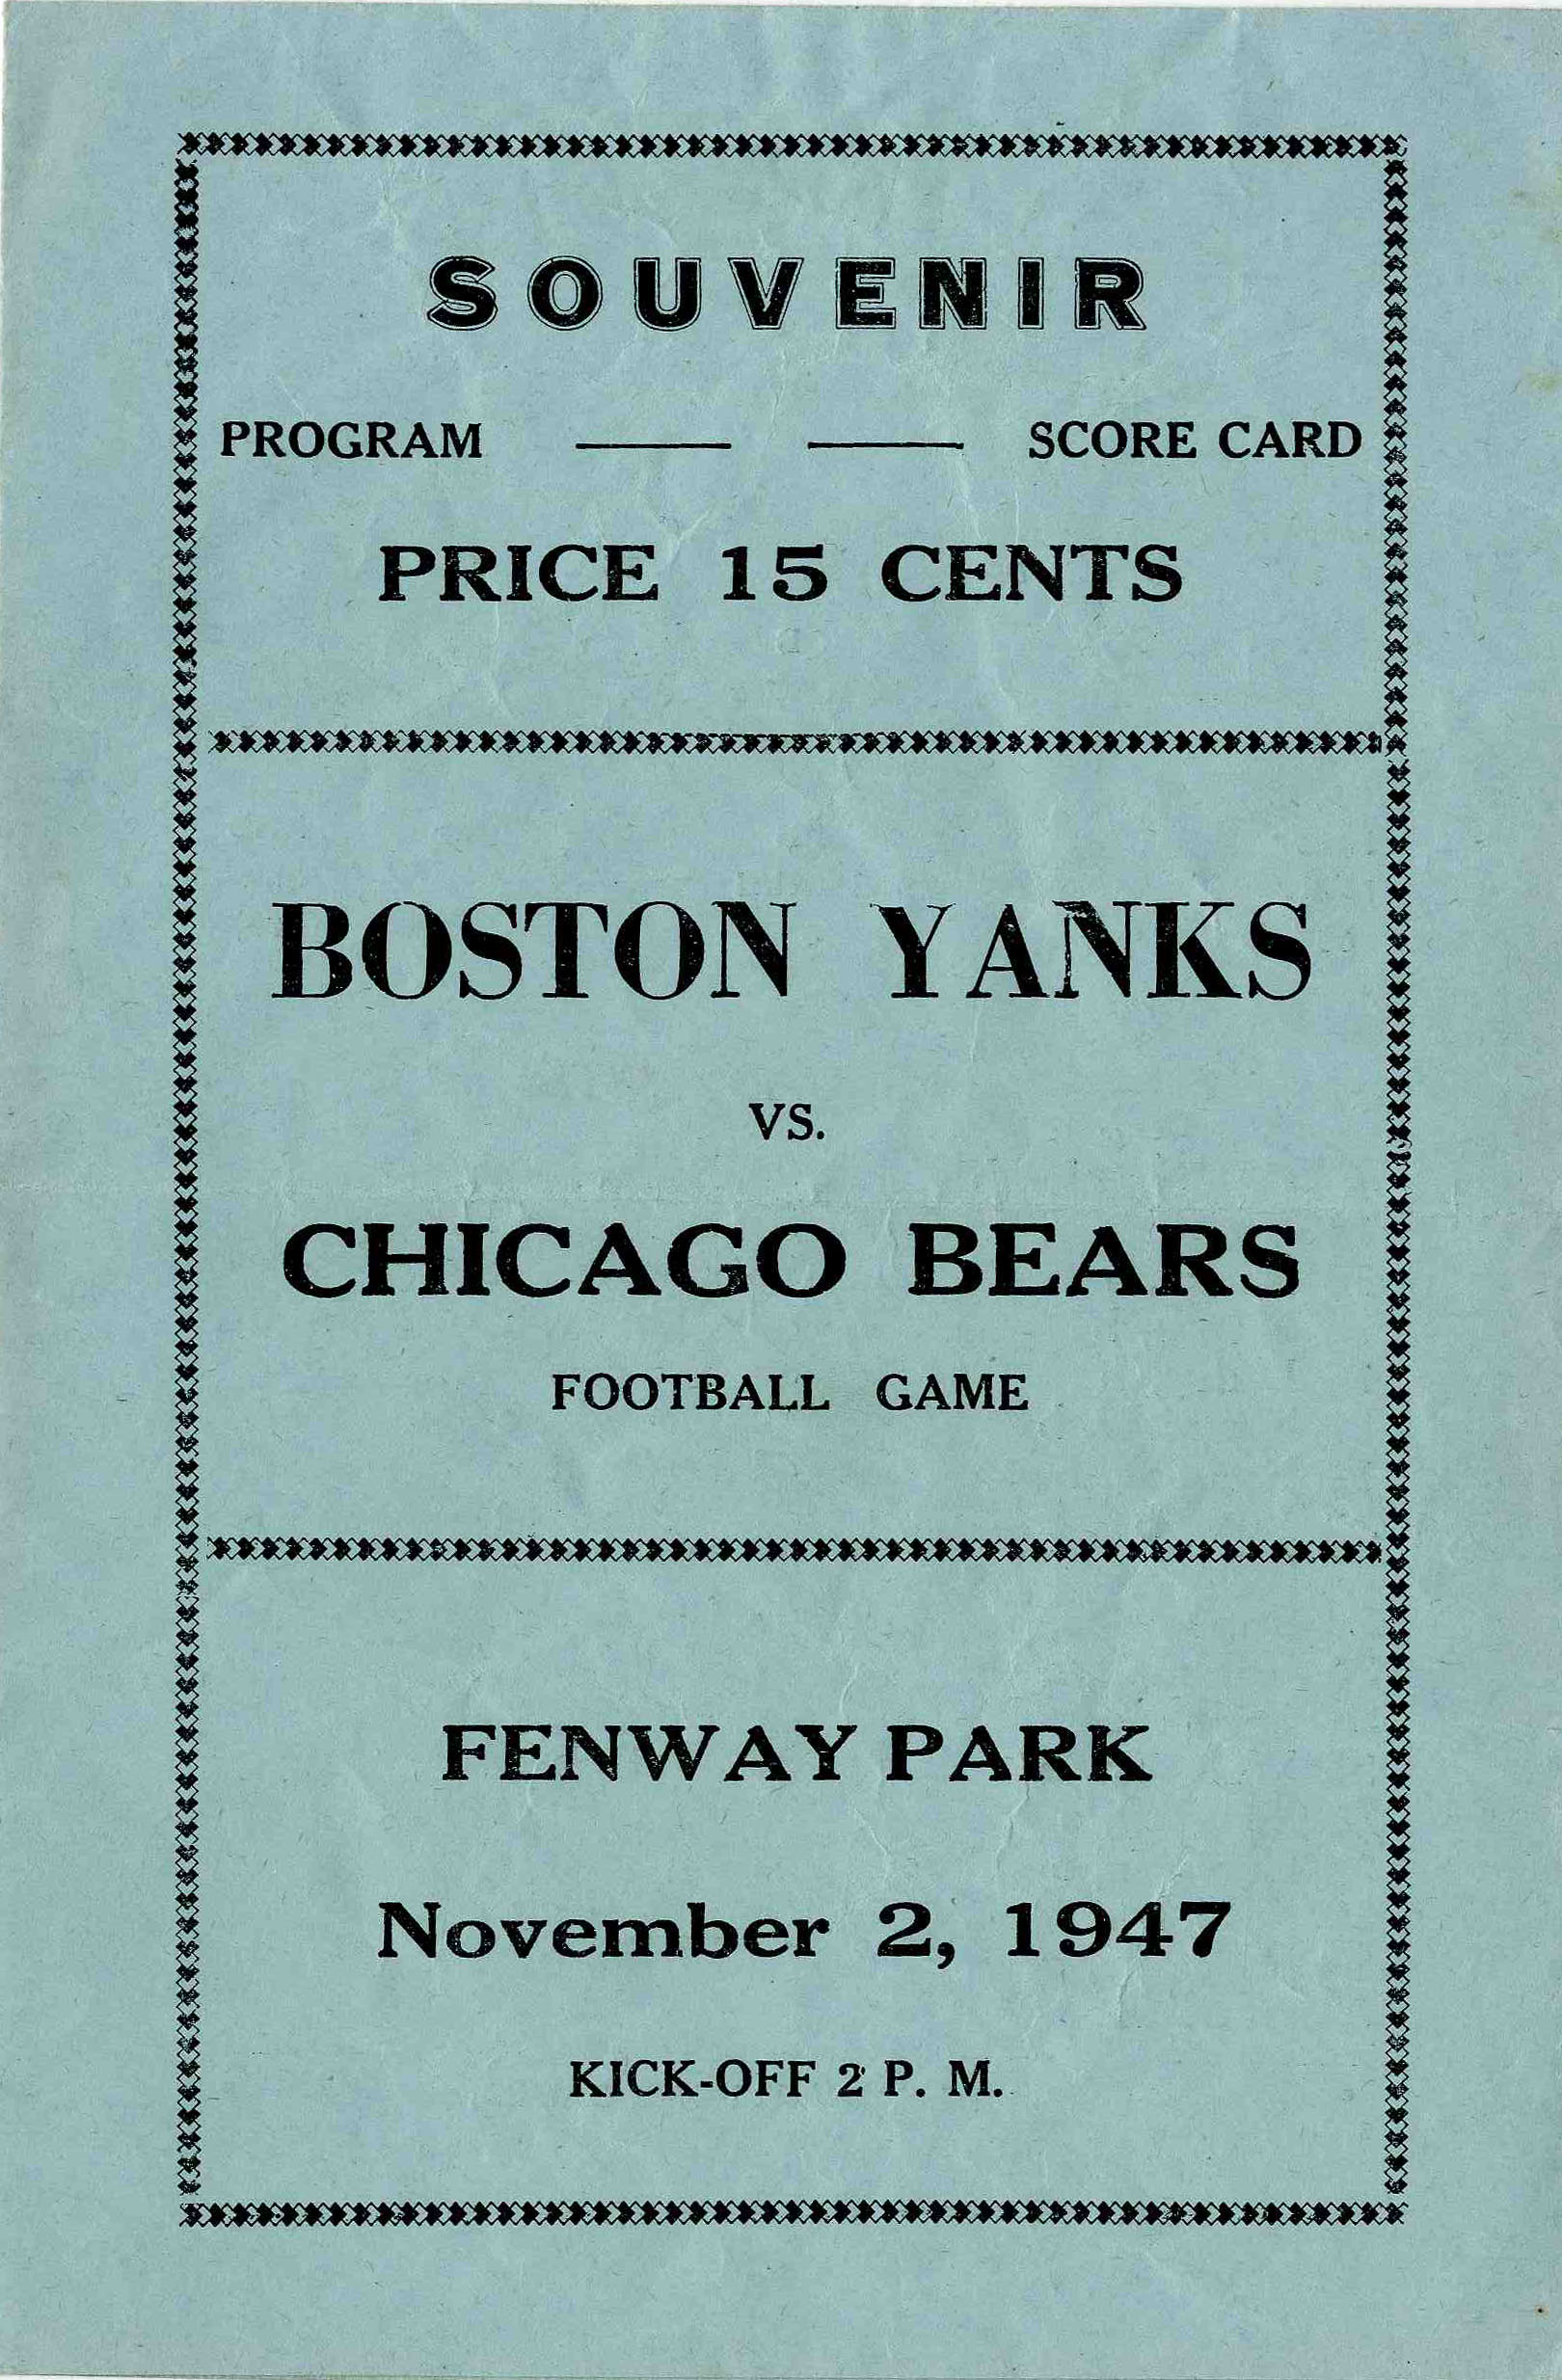 SOUVENIR
PROGRAM —— —— SCORE CARD
PRICE 15 CENTS
BOSTON YANKS
VS.
CHICAGO BEARS
FOOTBALL GAME
FENWAY PARK
November 2, 1947
KICK-OFF 2 P. M.